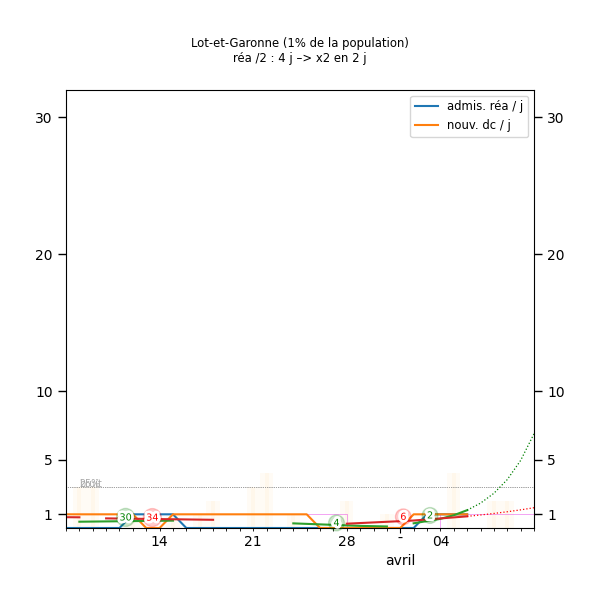 Lot-et-Garonne (1% de la population)
réa /2 : 4 j –> x2 en 2 j
admis. réa / j
nouv. dc / j
30 30
20 20
10 10
5 5
1 1
30 34 4 6 2
14 21 28 - 04
avril